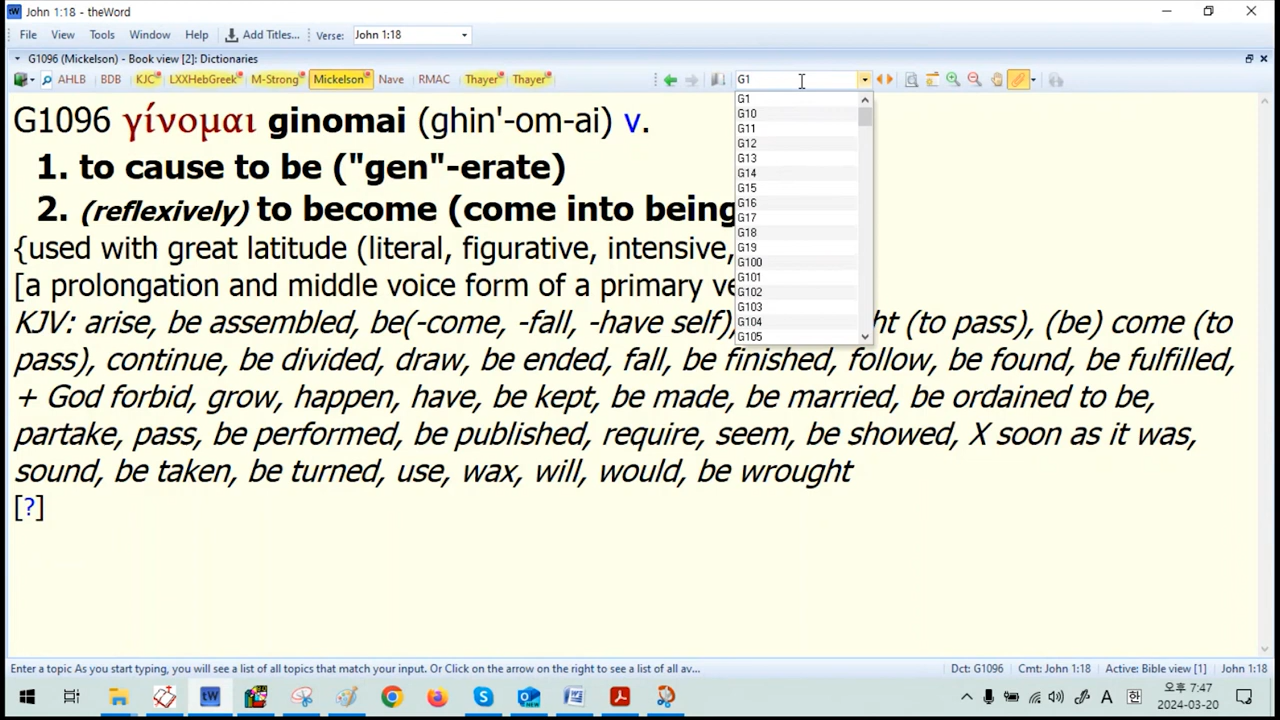 John 1:18 - theWord
File View Tools Window Help Add Titles... Verse: John 1:18
G1096 (Mickelson) - Book view [2]: Dictionaries
AHLB BDB KJC LXXHebGreek M-Strong Mickelson Nave RMAC Thayer Thayer G1
G1
G10
G11
G12
G13
G14
G15
G16
G17
G18
G19
G100
G101
G102
G103
G104
G105
G1096 γίνομαι ginomai (ghin'-om-ai) v.
1. to cause to be ("gen"-erate)
2. (reflexively) to become (come into being
{used with great latitude (literal, figurative, intensive,
[a prolongation and middle voice form of a primary ve
KJV: arise, be assembled, be(-come, -fall, -have self), ht (to pass), (be) come (to
pass), continue, be divided, draw, be ended, fall, be finished, follow, be found, be fulfilled,
+ God forbid, grow, happen, have, be kept, be made, be married, be ordained to be,
partake, pass, be performed, be published, require, seem, be showed, X soon as it was,
sound, be taken, be turned, use, wax, will, would, be wrought
[?]
Enter a topic As you start typing, you will see a list of all topics that match your input. Or Click on the arrow on the right to see a list of all av... Dct: G1096 Cmt: John 1:18 Active: Bible view [1] John 1:18
A 한 오후 7:47
2024-03-20